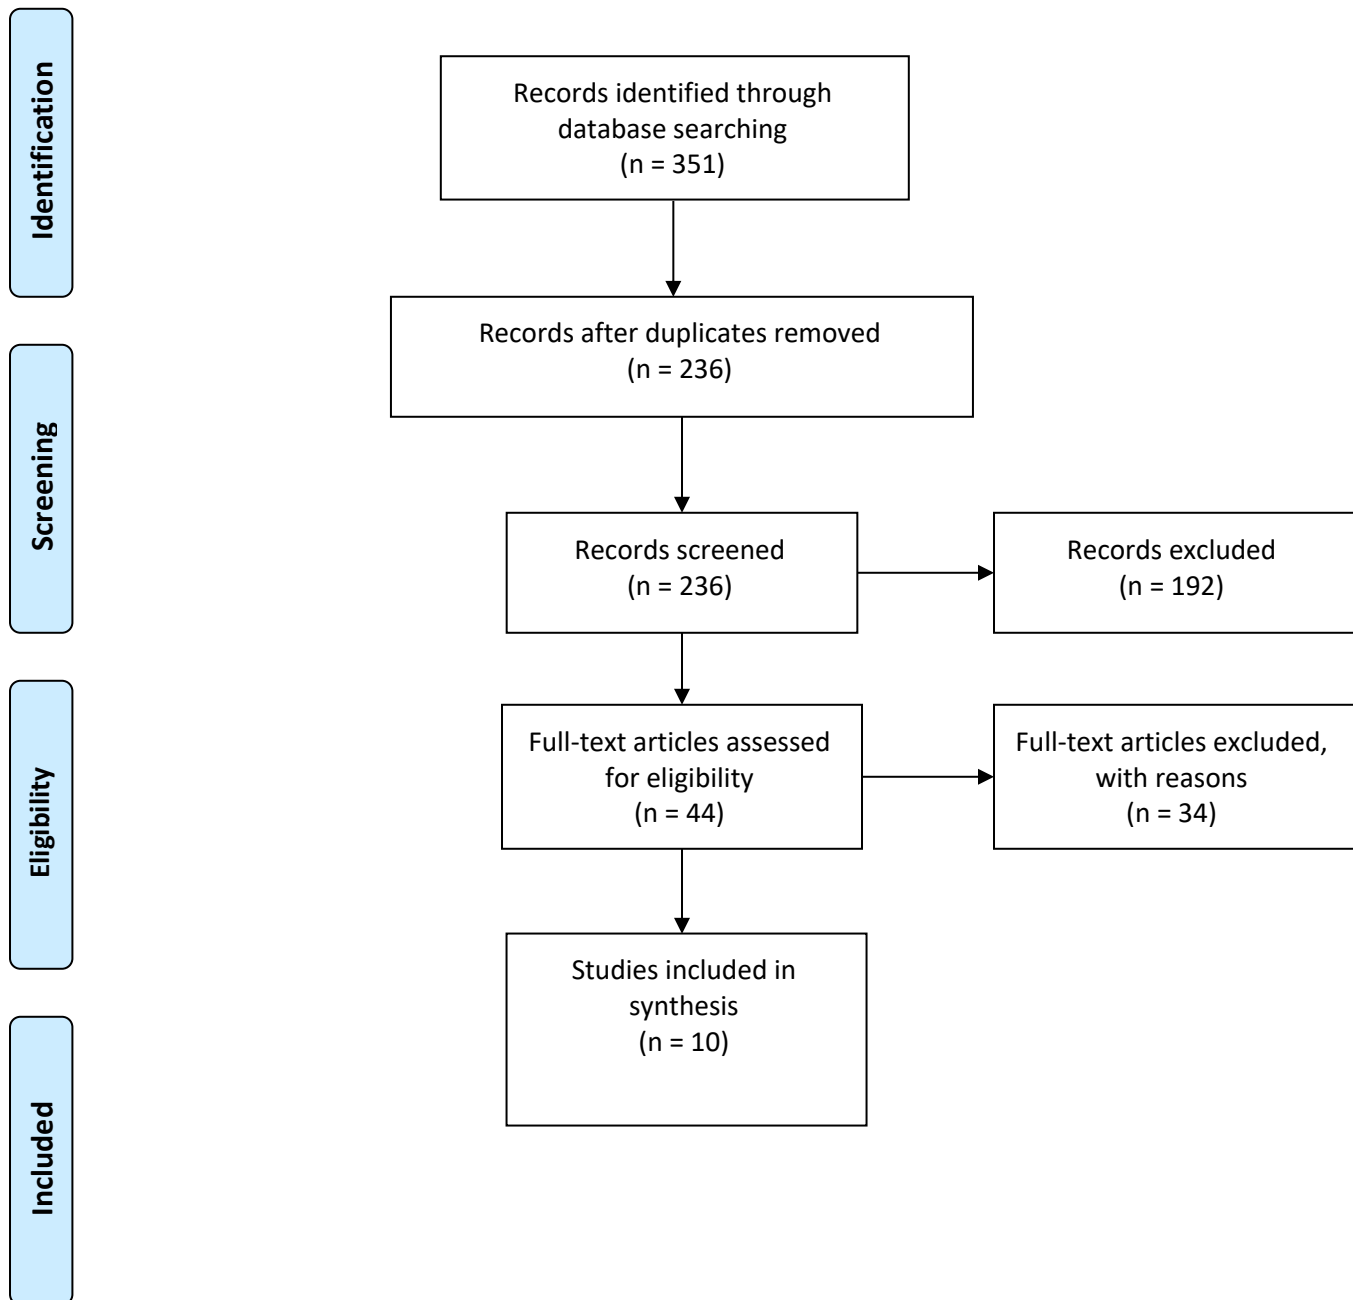 Identification
Records identified through
database searching
(n = 351)
Records after duplicates removed
(n = 236)
Screening
Records screened
(n = 236)
Records excluded
(n = 192)
Eligibility
Full-text articles assessed
for eligibility
(n = 44)
Full-text articles excluded,
with reasons
(n = 34)
Studies included in
synthesis
(n = 10)
Included